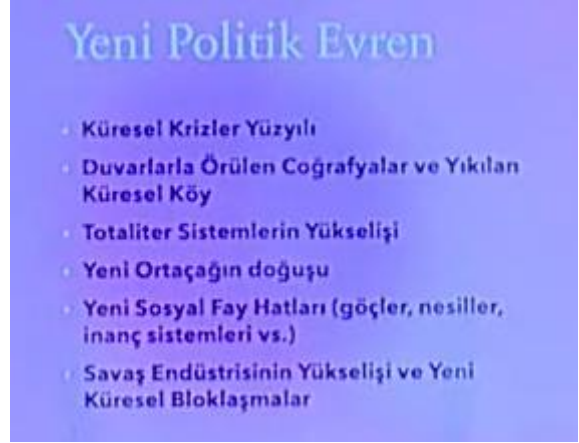 Yeni Politik Evren
Küresel Krizler Yüzyılı
Duvarlarla Örülen Coğrafyalar ve Yıkılan
Küresel Köy
Totaliter Sistemlerin Yükselişi
Yeni Ortaçağın doğuşu
Yeni Sosyal Fay Hatları (göçler, nesiller,
inanç sistemleri vs.)
Savaş Endüstrisinin Yükselişi ve Yeni
Küresel Bloklaşmalar